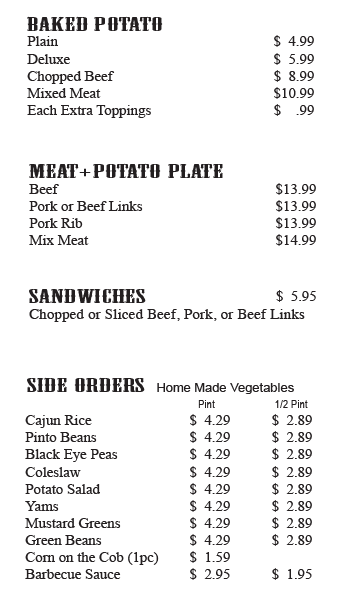 BAKED POTATO
Plain $ 4.99
Deluxe $ 5.99
Chopped Beef $ 8.99
Mixed Meat $10.99
Each Extra Toppings $ .99
MEAT+POTATO PLATE
Beef $13.99
Pork or Beef Links $13.99
Pork Rib $13.99
Mix Meat $14.99
SANDWICHES $ 5.95
Chopped or Sliced Beef, Pork, or Beef Links
SIDE ORDERS Home Made Vegetables
Pint 1/2 Pint
Cajun Rice $ 4.29 $ 2.89
Pinto Beans $ 4.29 $ 2.89
Black Eye Peas $ 4.29 $ 2.89
Coleslaw $ 4.29 $ 2.89
Potato Salad $ 4.29 $ 2.89
Yams $ 4.29 $ 2.89
Mustard Greens $ 4.29 $ 2.89
Green Beans $ 4.29 $ 2.89
Corn on the Cob (1pc) $ 1.59
Barbecue Sauce $ 2.95 $ 1.95